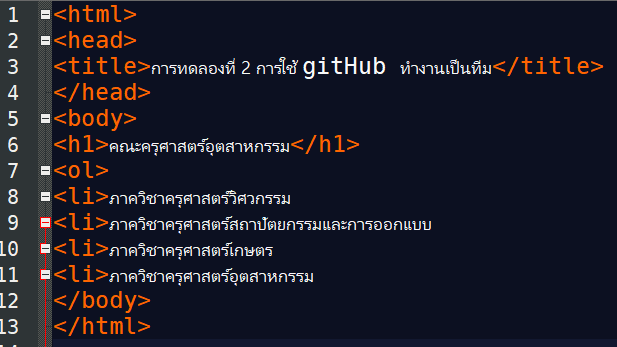 1 <html>
2 <head>
3 <title>การทดลองที่ 2 การใช้ gitHub ทำงานเป็นทีม</title>
4 </head>
5 <body>
6 <h1>คณะครุศาสตร์อุตสาหกรรม</h1>
7 <ol>
8 <li>ภาควิชาครุศาสตร์วิศวกรรม
9 <li>ภาควิชาครุศาสตร์สถาปัตยกรรมและการออกแบบ
10 <li>ภาควิชาครุศาสตร์เกษตร
11 <li>ภาควิชาครุศาสตร์อุตสาหกรรม
12 </body>
13 </html>